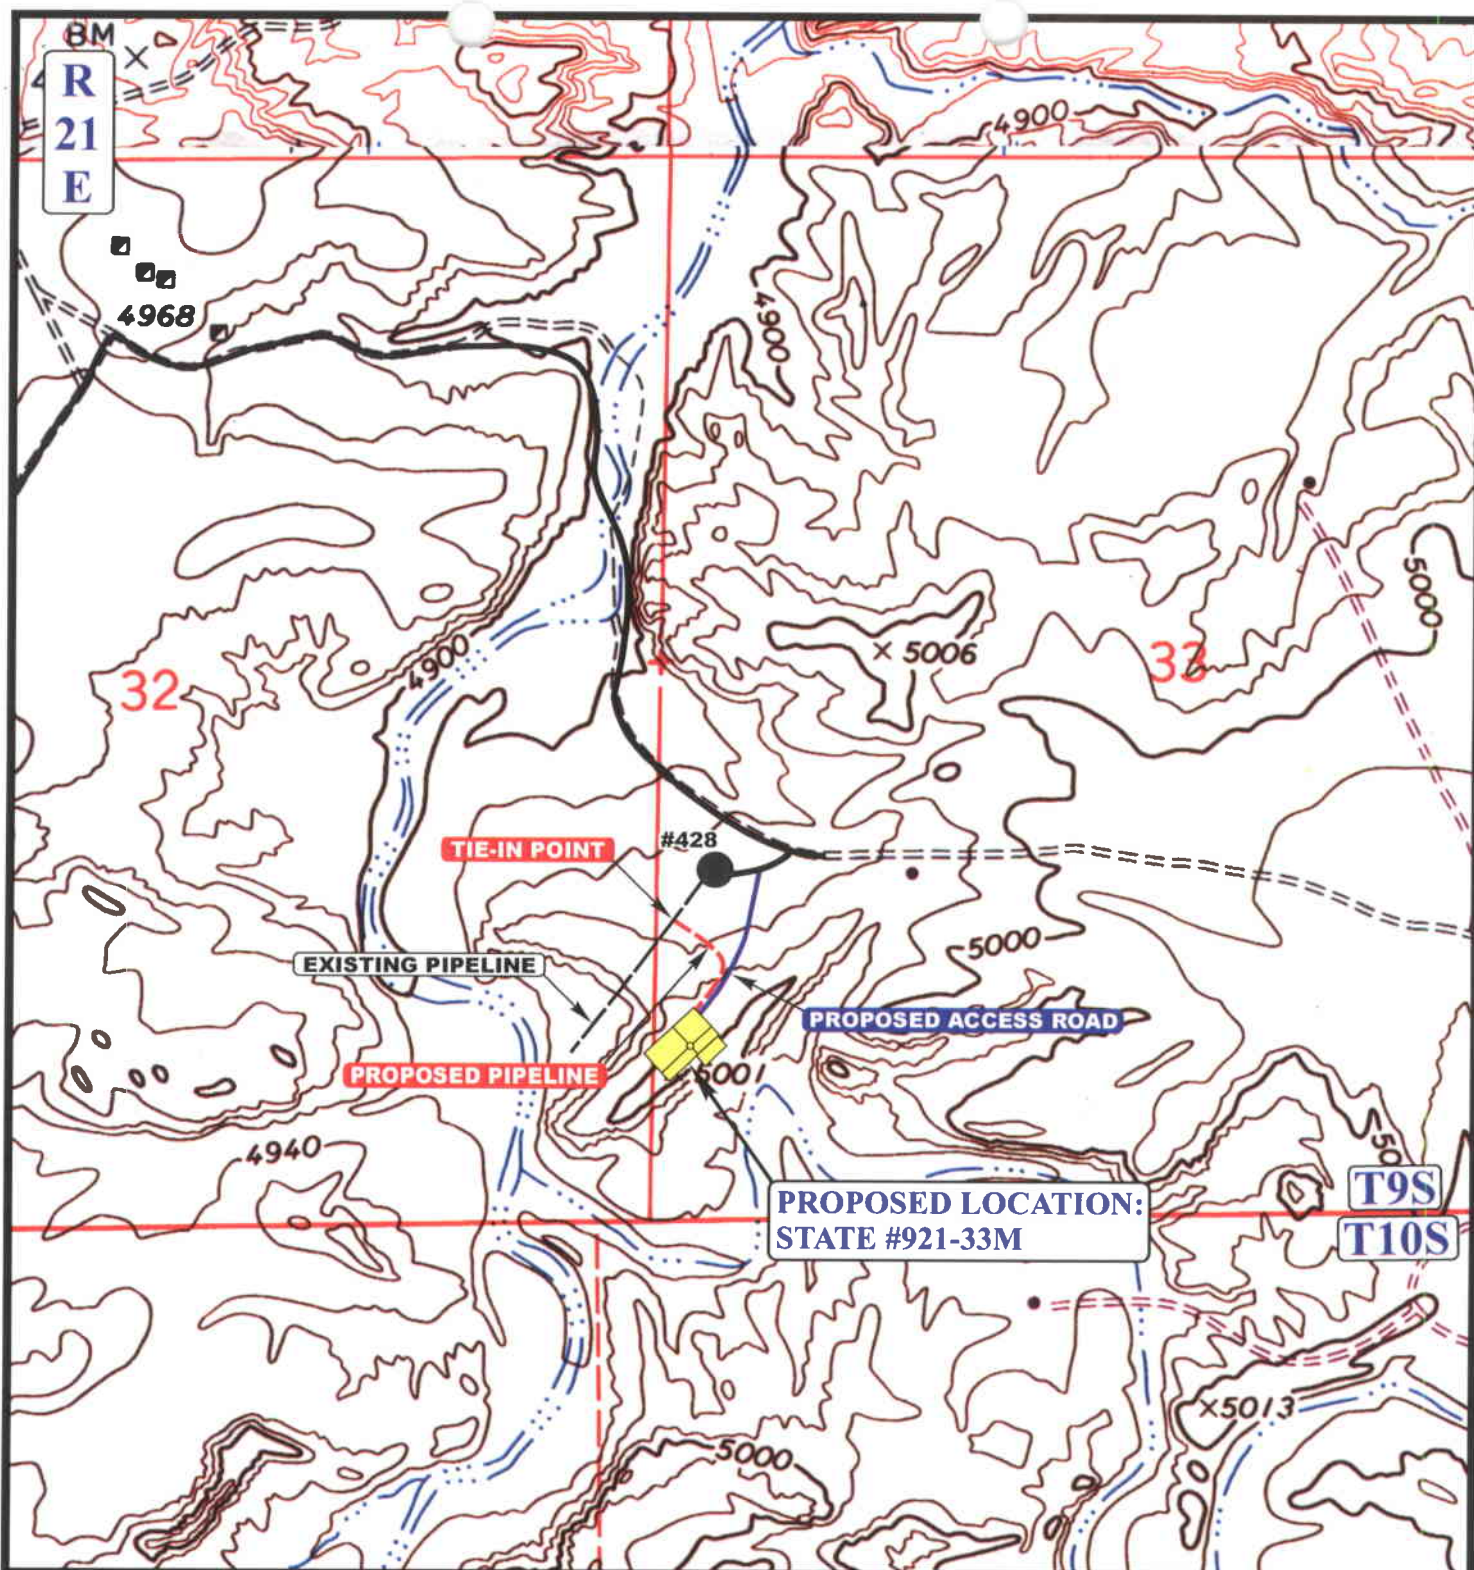 BM
R
21
E
4900
4968
4900
5000
× 5006
33
32
4900
#428
TIE-IN POINT
5000
EXISTING PIPELINE
PROPOSED ACCESS ROAD
PROPOSED PIPELINE
5001
4940
T9S
PROPOSED LOCATION:
STATE #921-33M
T10S
×5013
5000